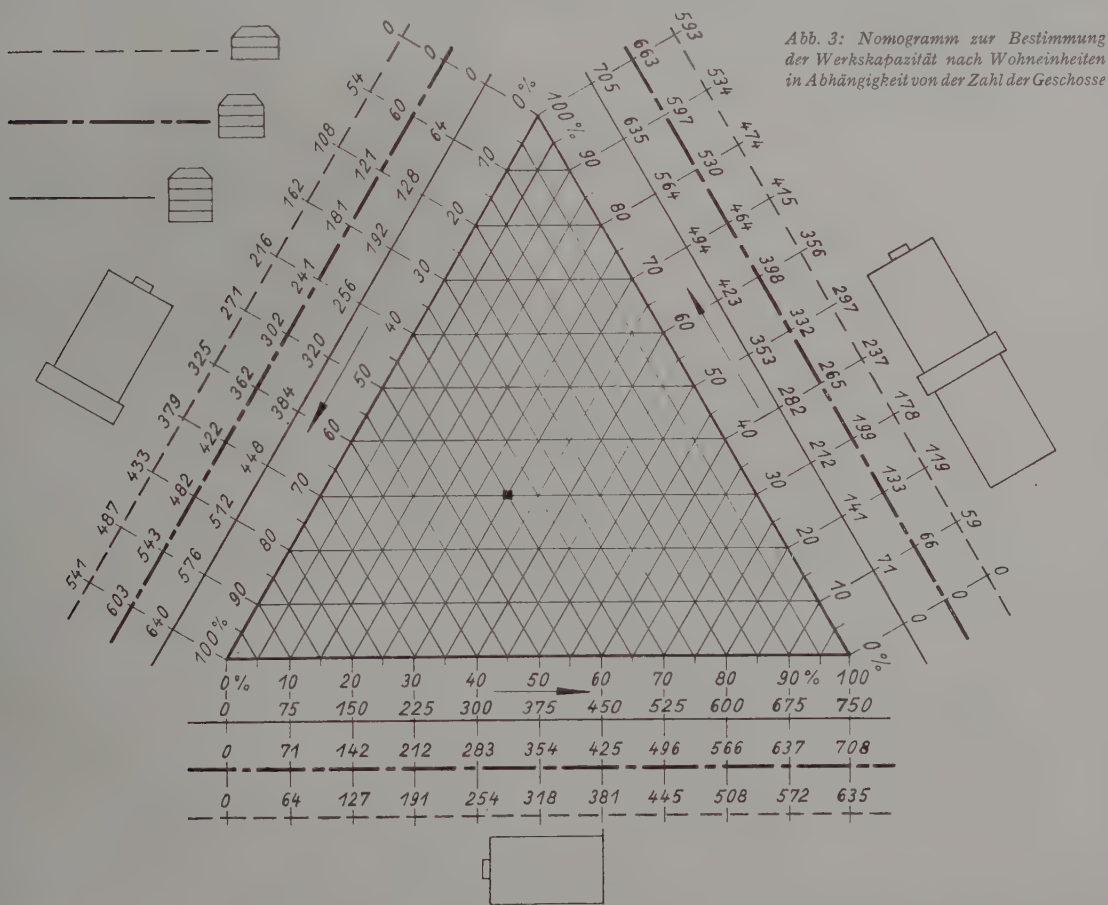 Abb. 3: Nomogramm zur Bestimmung
der Werkskapazität nach Wohneinheiten
in Abhängigkeit von der Zahl der Geschosse
0 0 0 0%
54 60 64 10
108 121 128 20
162 181 192 30
216 241 256 40
271 302 320 50
325 362 384 60
379 422 448 70
433 482 512 80
487 543 576 90
541 603 640 100%
100% 705 663 593
90 635 597 534
80 564 530 474
70 494 464 415
60 423 398 356
50 353 332 297
40 282 265 237
30 212 199 178
20 141 133 119
10 71 66 59
0% 0 0 0
0% 10 20 30 40 50 60 70 80 90% 100
0 75 150 225 300 375 450 525 600 675 750
0 71 142 212 283 354 425 496 566 637 708
0 64 127 191 254 318 381 445 508 572 635